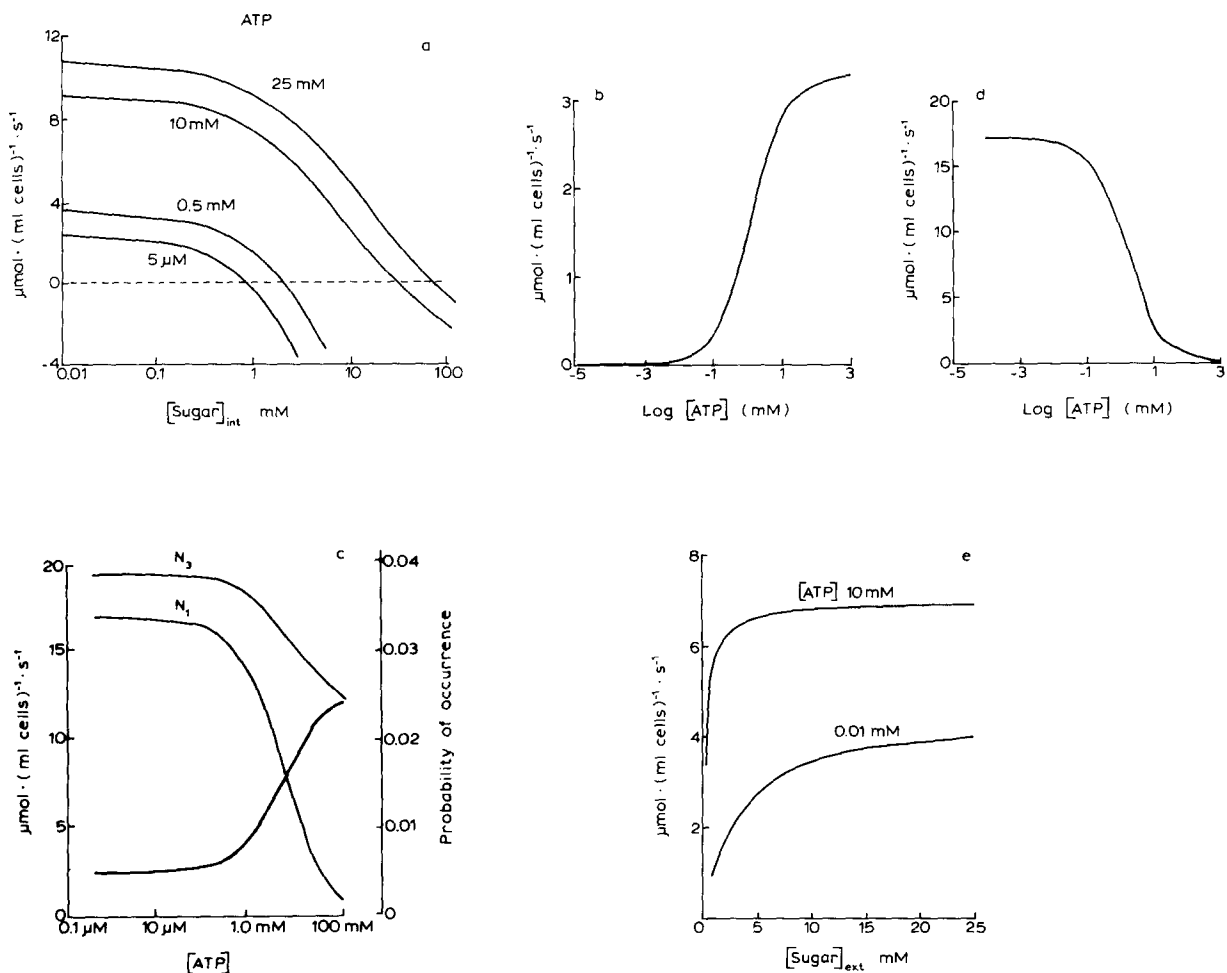 ATP
a
μmol·(ml cells)⁻¹·s⁻¹
12
8
4
0
-4
25 mM
10 mM
0.5 mM
5 μM
0.01
0.1
1
10
100
[Sugar]int mM
b
μmol·(ml cells)⁻¹·s⁻¹
3
2
1
0
-5
-3
-1
1
3
Log [ATP] (mM)
d
μmol·(ml cells)⁻¹·s⁻¹
20
15
10
5
0
-5
-3
-1
1
3
Log [ATP] (mM)
c
μmol·(ml cells)⁻¹·s⁻¹
20
15
10
5
0
N3
N1
0.04
0.03
0.02
0.01
0
Probability of occurrence
0.1 μM
10 μM
1.0 mM
100 mM
[ATP]
e
μmol·(ml cells)⁻¹·s⁻¹
8
6
4
2
[ATP] 10 mM
0.01 mM
0
5
10
15
20
25
[Sugar]ext mM